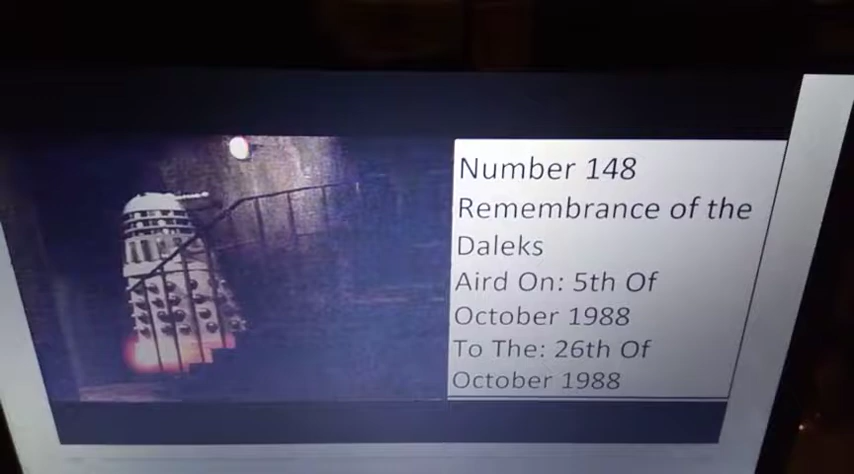 Number 148
Remembrance of the
Daleks
Aird On: 5th Of
October 1988
To The: 26th Of
October 1988